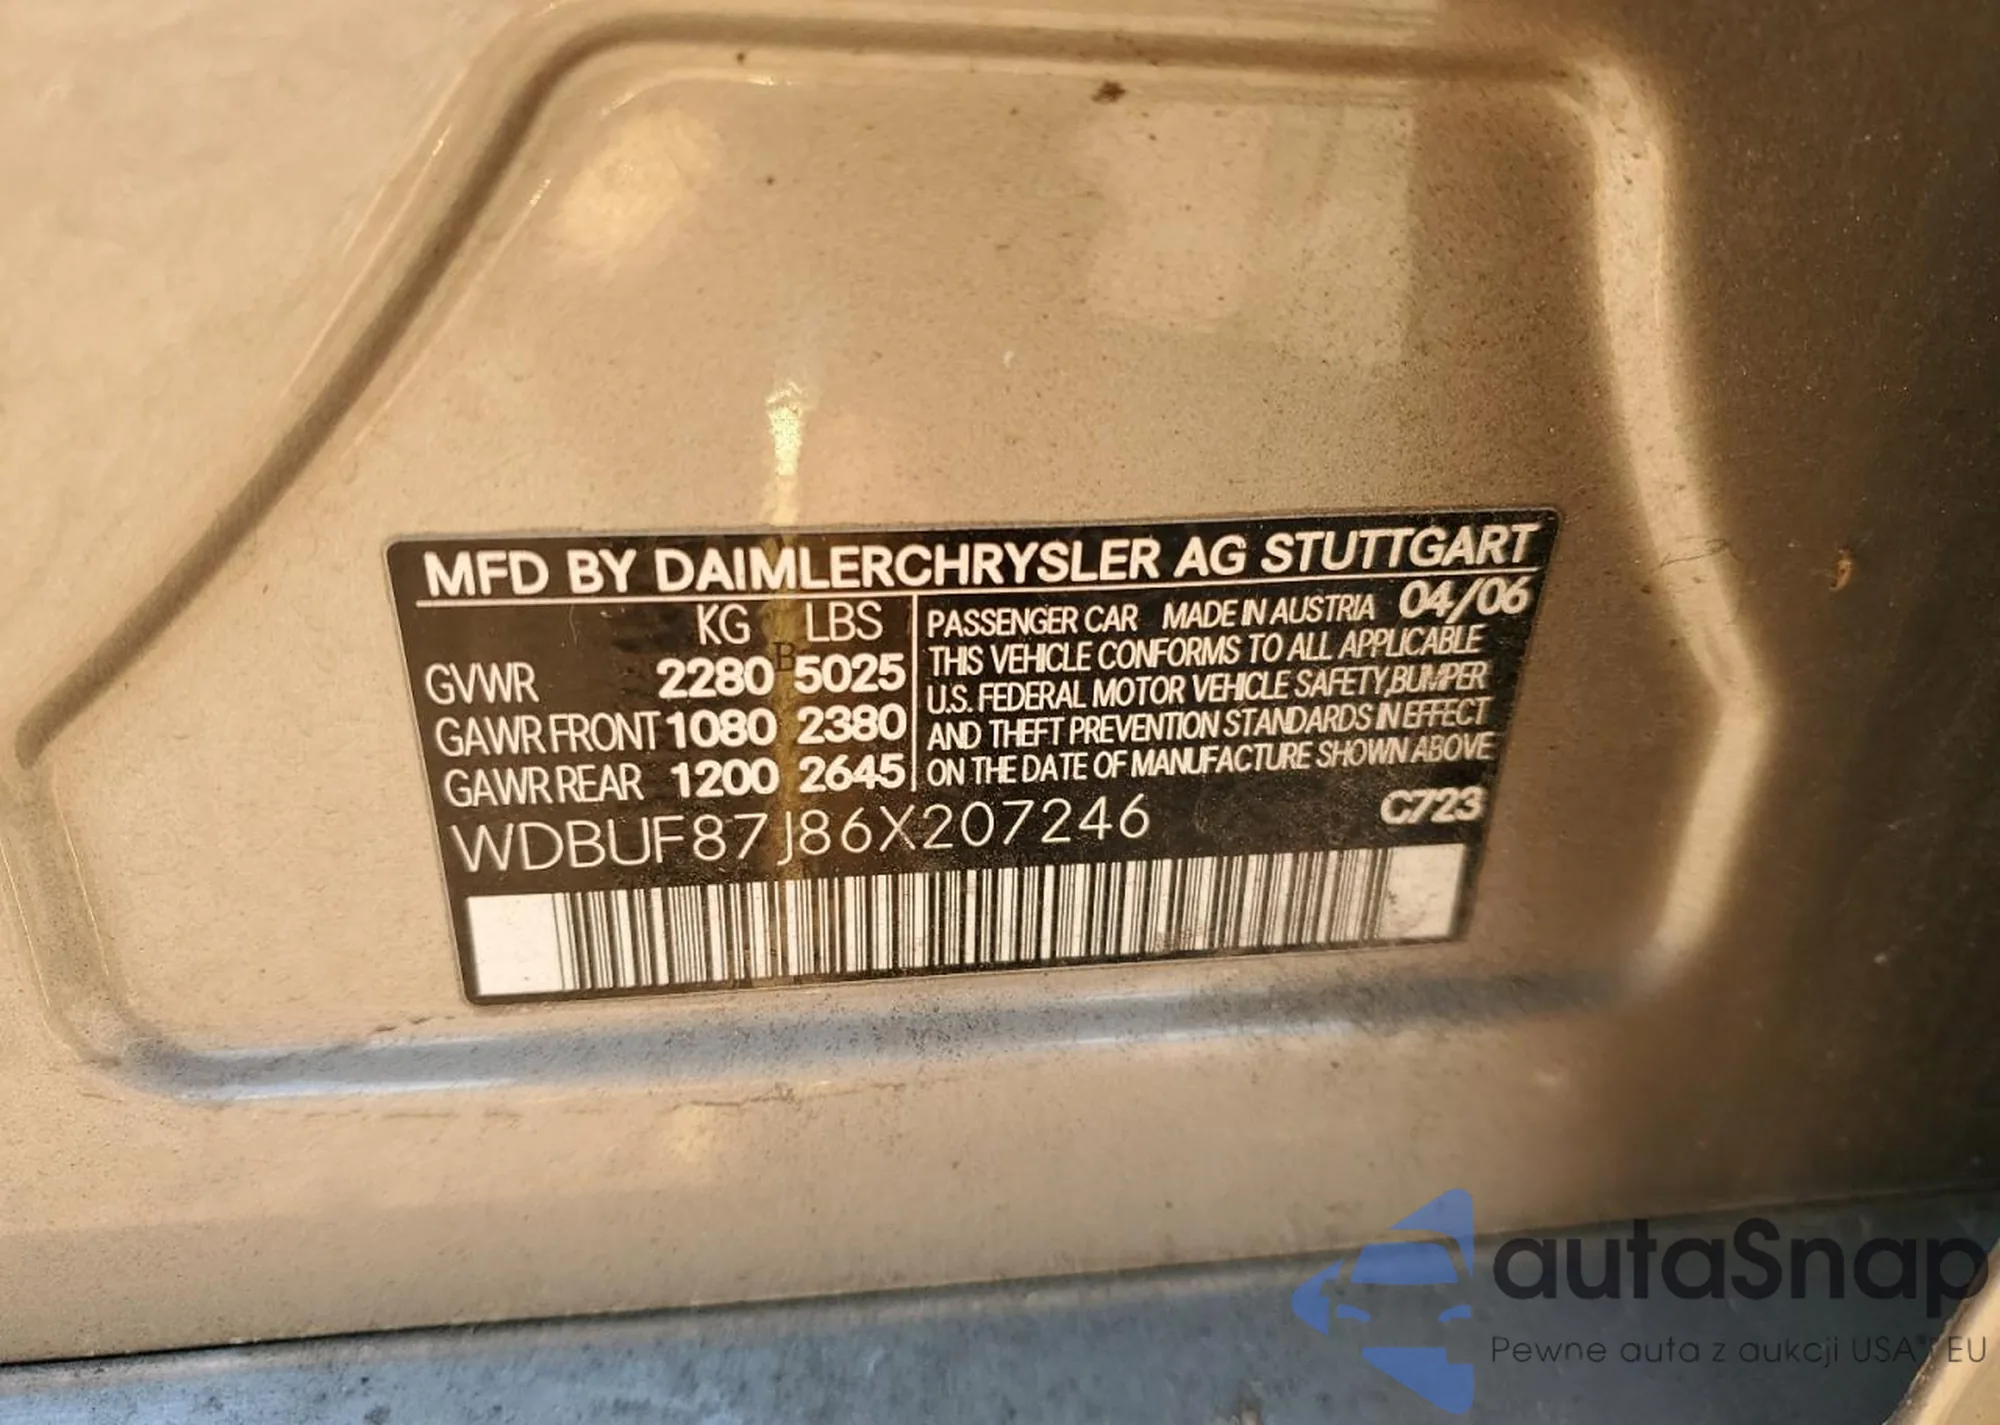 MFD BY DAIMLERCHRYSLER AG STUTTGART
KG LBS
GVWR 2280 5025
GAWR FRONT 1080 2380
GAWR REAR 1200 2645
PASSENGER CAR MADE IN AUSTRIA 04/06
THIS VEHICLE CONFORMS TO ALL APPLICABLE
U.S. FEDERAL MOTOR VEHICLE SAFETY,BUMPER
AND THEFT PREVENTION STANDARDS IN EFFECT
ON THE DATE OF MANUFACTURE SHOWN ABOVE
WDBUF87J86X207246
C723
B
autaSnap
Pewne auta z aukcji USA i EU